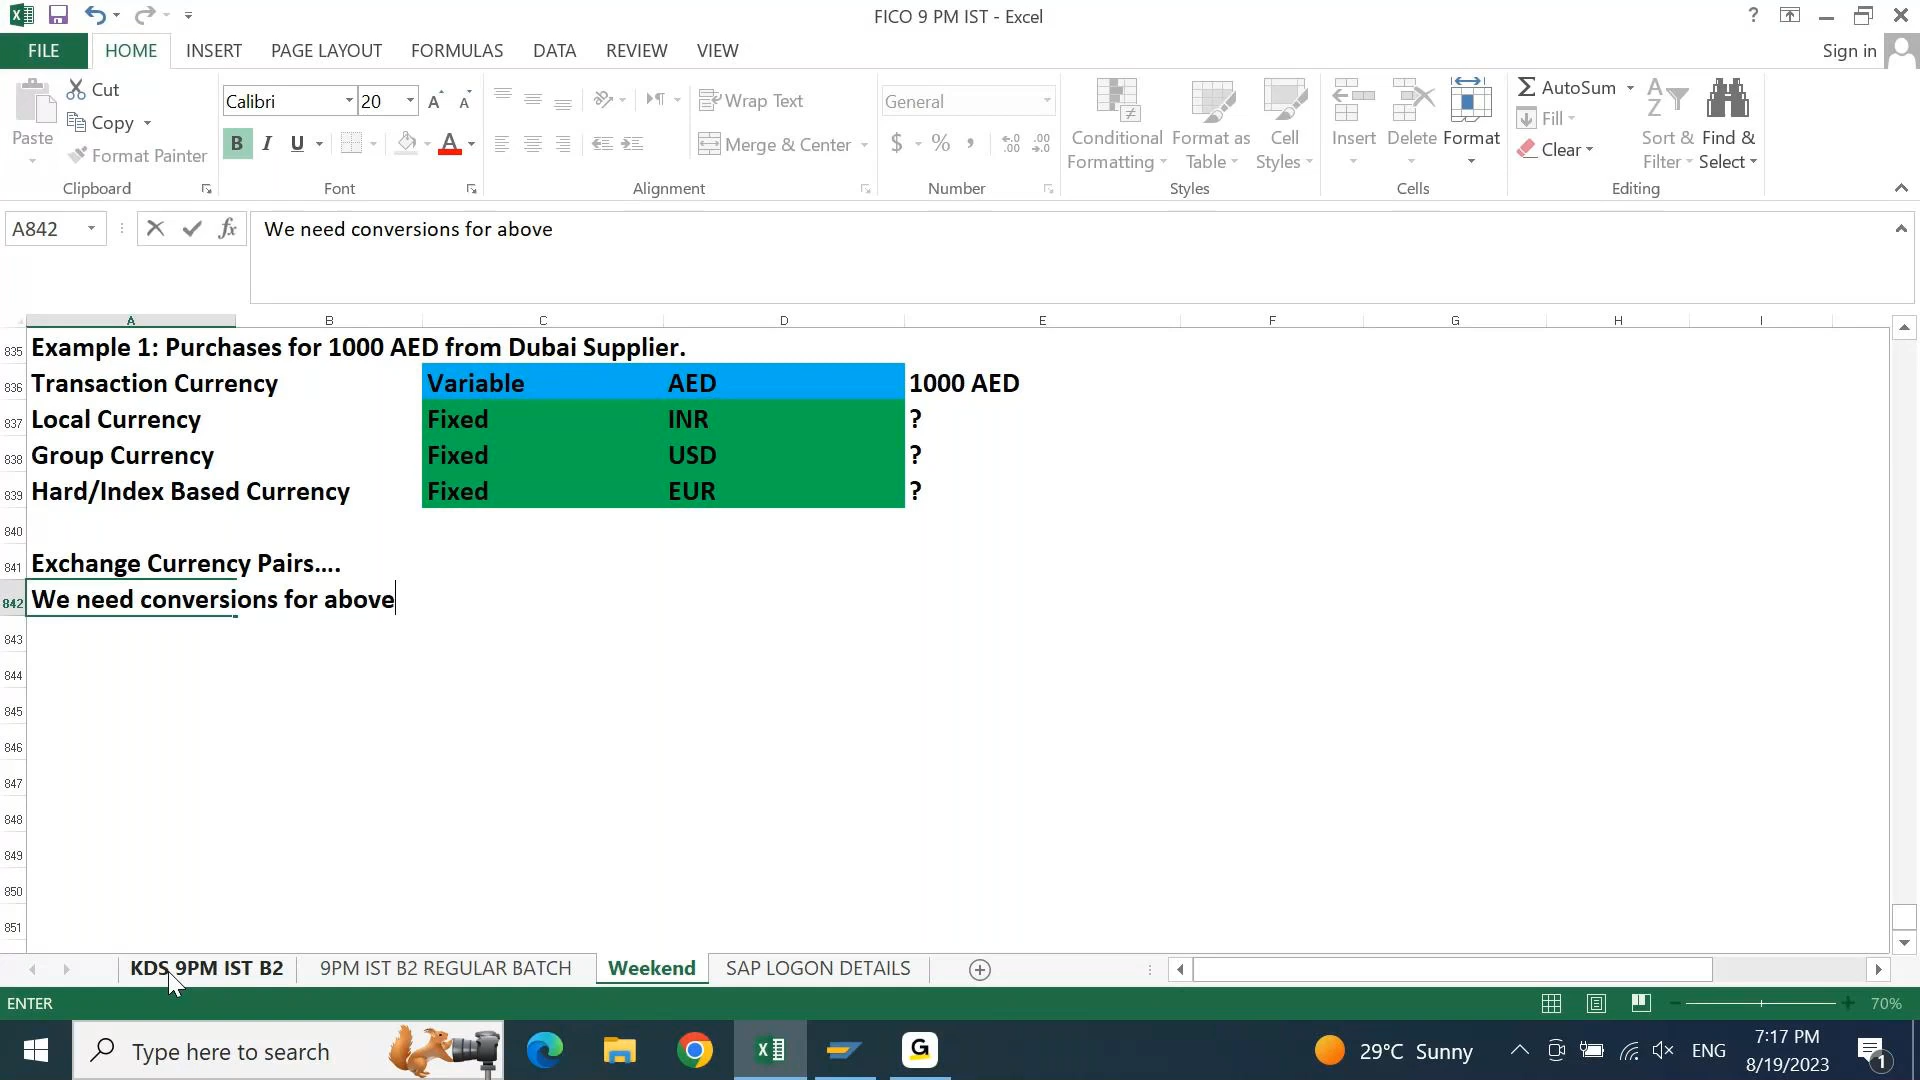 FICO 9 PM IST - Excel
?
FILE HOME INSERT PAGE LAYOUT FORMULAS DATA REVIEW VIEW Sign in
Paste Cut Copy Format Painter
Calibri 20 A A
B I U A
Wrap Text
Merge & Center
General
$ % ,
Conditional Formatting
Format as Table
Cell Styles
Insert Delete Format
AutoSum
Fill
Clear
Sort & Filter
Find & Select
Clipboard Font Alignment Number Styles Cells Editing
A842 fx We need conversions for above
A B C D E F G H I
835 Example 1: Purchases for 1000 AED from Dubai Supplier.
836 Transaction Currency Variable AED 1000 AED
837 Local Currency Fixed INR ?
838 Group Currency Fixed USD ?
839 Hard/Index Based Currency Fixed EUR ?
840
841 Exchange Currency Pairs....
842 We need conversions for above
843
844
845
846
847
848
849
850
851
KDS 9PM IST B2 9PM IST B2 REGULAR BATCH Weekend SAP LOGON DETAILS
ENTER 70%
Type here to search
29°C Sunny ENG 7:17 PM
8/19/2023
1